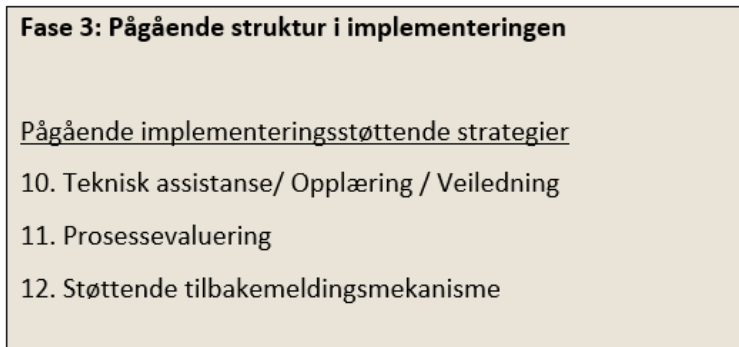 Fase 3: Pågående struktur i implementeringen
Pågående implementeringsstøttende strategier
10. Teknisk assistanse/ Opplæring / Veiledning
11. Prosessevaluering
12. Støttende tilbakemeldingsmekanisme